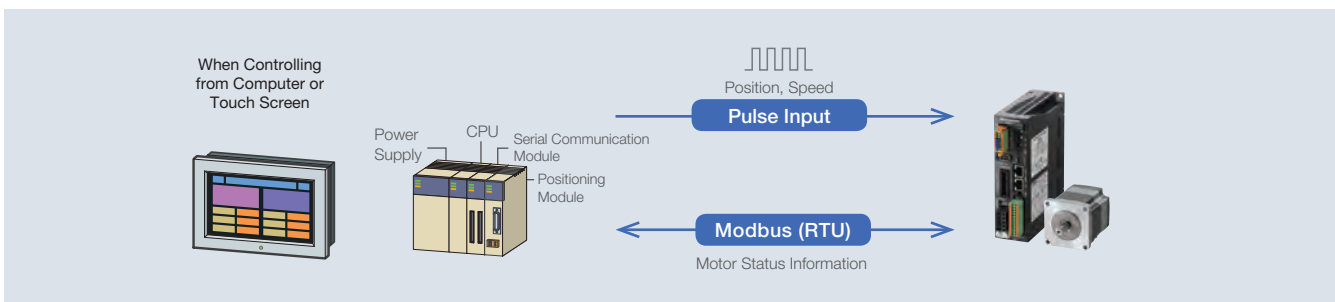 When Controlling
from Computer or
Touch Screen
Power
Supply
CPU
Serial Communication
Module
Positioning
Module
Position, Speed
Pulse Input
Modbus (RTU)
Motor Status Information